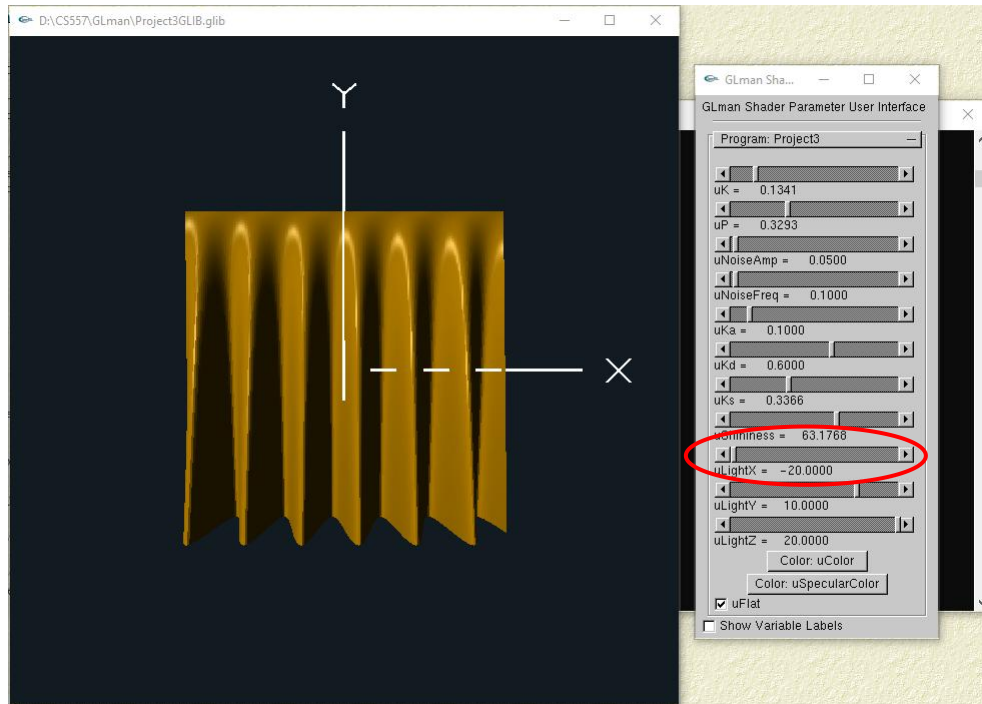 D:\CS557\GLman\Project3GLIB.glib
Y
X
GLman Sha...
GLman Shader Parameter User Interface
Program: Project3
uK = 0.1341
uP = 0.3293
uNoiseAmp = 0.0500
uNoiseFreq = 0.1000
uKa = 0.1000
uKd = 0.6000
uKs = 0.3366
uShininess = 63.1768
uLightX = -20.0000
uLightY = 10.0000
uLightZ = 20.0000
Color: uColor
Color: uSpecularColor
uFlat
Show Variable Labels